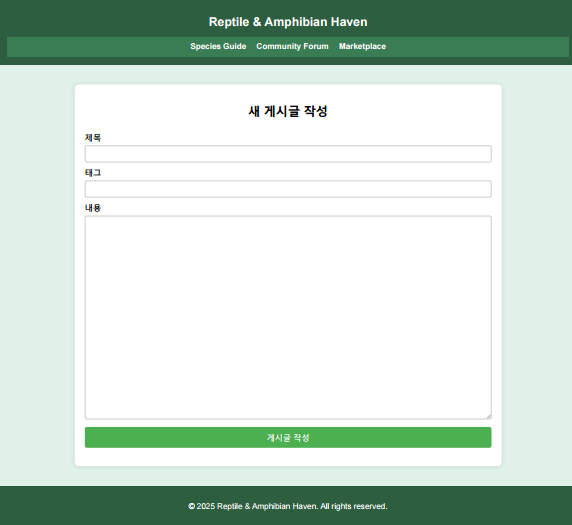 Reptile & Amphibian Haven
Species Guide Community Forum Marketplace
새 게시글 작성
제목
태그
내용
게시글 작성
© 2025 Reptile & Amphibian Haven. All rights reserved.